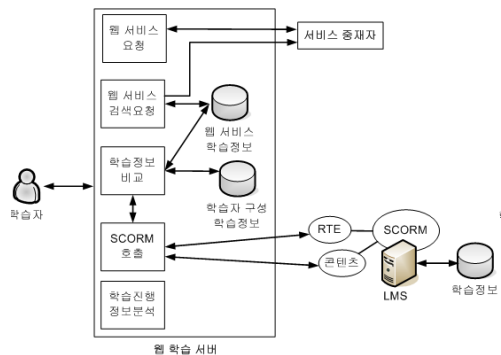 웹 서비스
요청
서비스 중재자
웹 서비스
검색요청
웹 서비스
학습정보
학습정보
비교
학습자
학습자 구성
학습정보
SCORM
호출
RTE
SCORM
콘텐츠
LMS
학습정보
학습진행
정보분석
웹 학습 서버